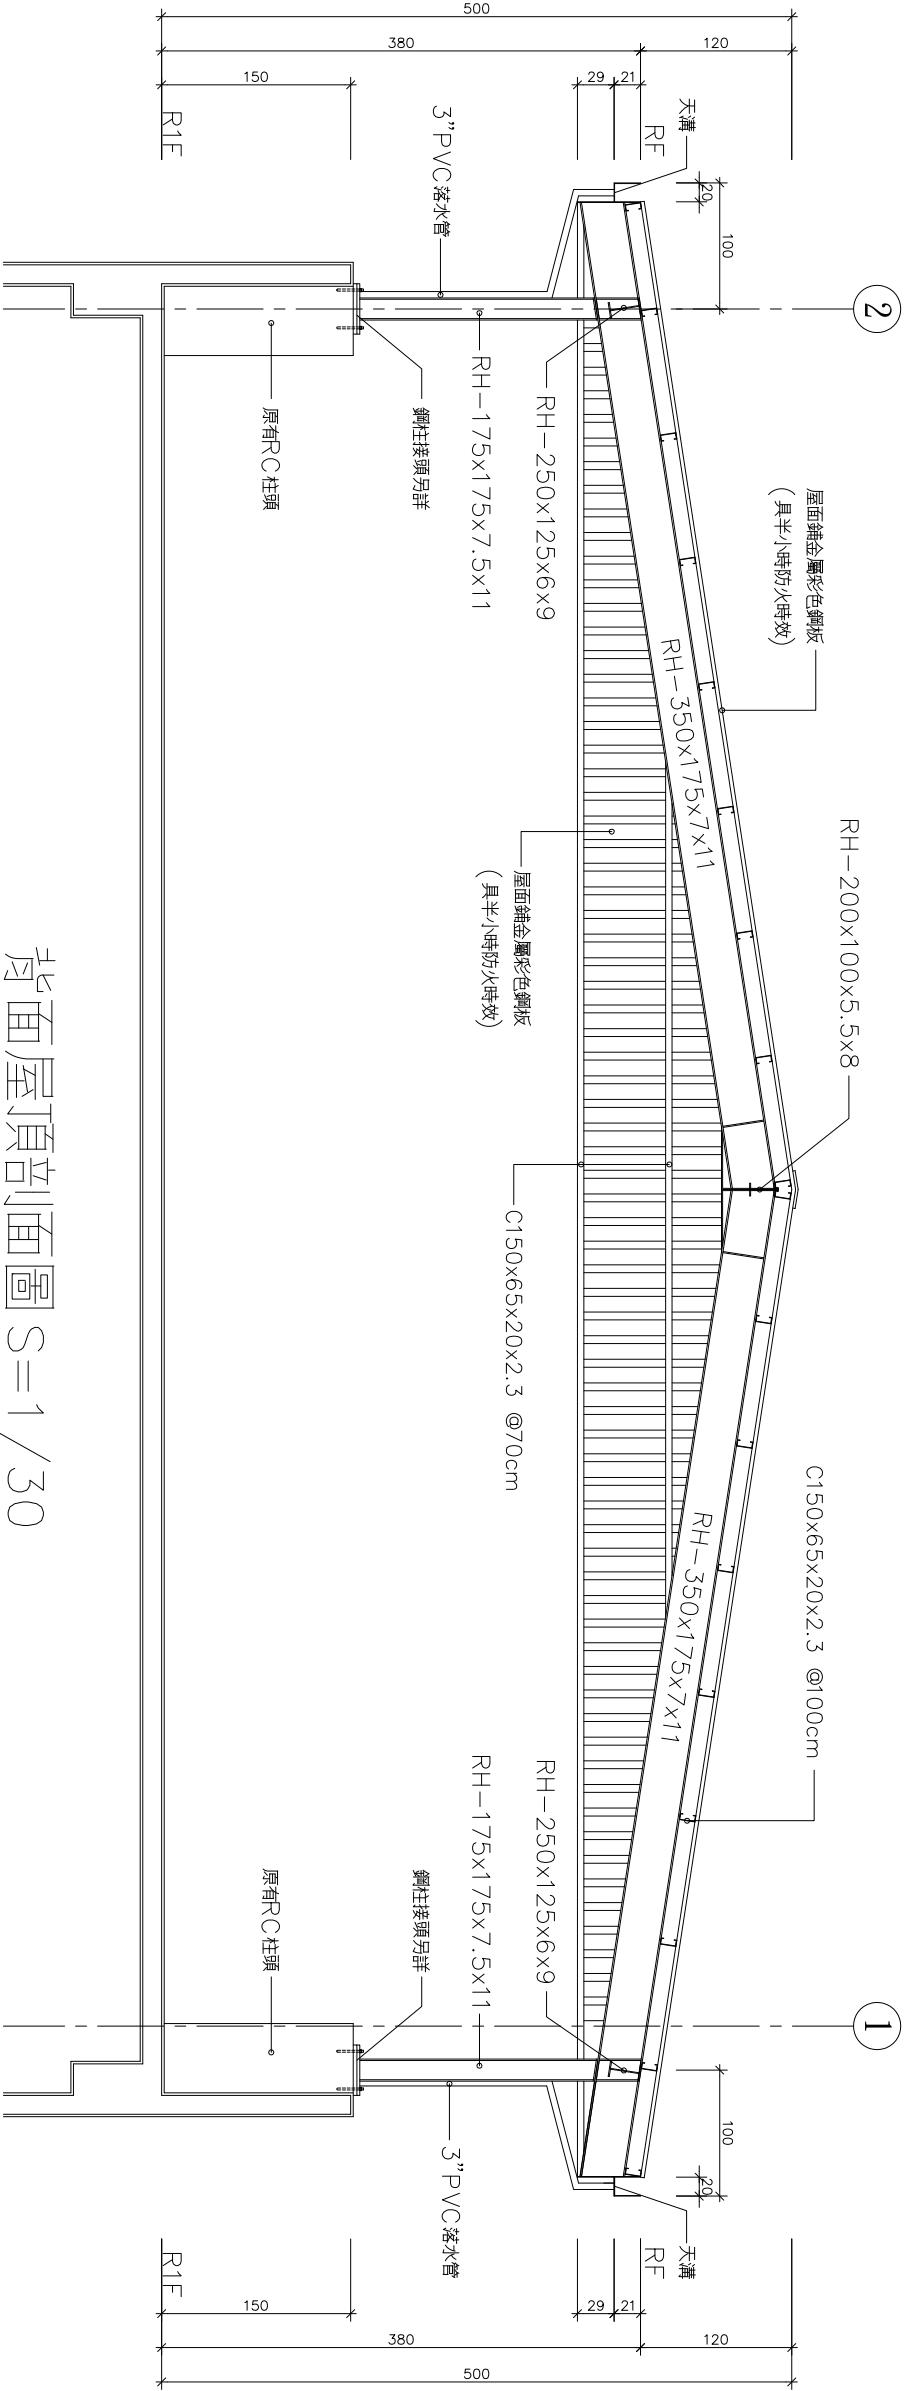 500
380
120
150
29
21
R1F
RF
天溝
3”PVC落水管
20
100
2
原有RC柱頭
鋼柱接頭另詳
RH-175x175x7.5x11
RH-250x125x6x9
屋面鋪金屬彩色鋼板
(具半小時防火時效)
RH-350x175x7x11
RH-200x100x5.5x8
屋面鋪金屬彩色鋼板
(具半小時防火時效)
C150x65x20x2.3 @70cm
C150x65x20x2.3 @100cm
RH-350x175x7x11
RH-250x125x6x9
RH-175x175x7.5x11
鋼柱接頭另詳
原有RC柱頭
1
100
20
3”PVC落水管
天溝
RF
R1F
150
29
21
380
120
500
背面屋頂剖面圖 S=1/30